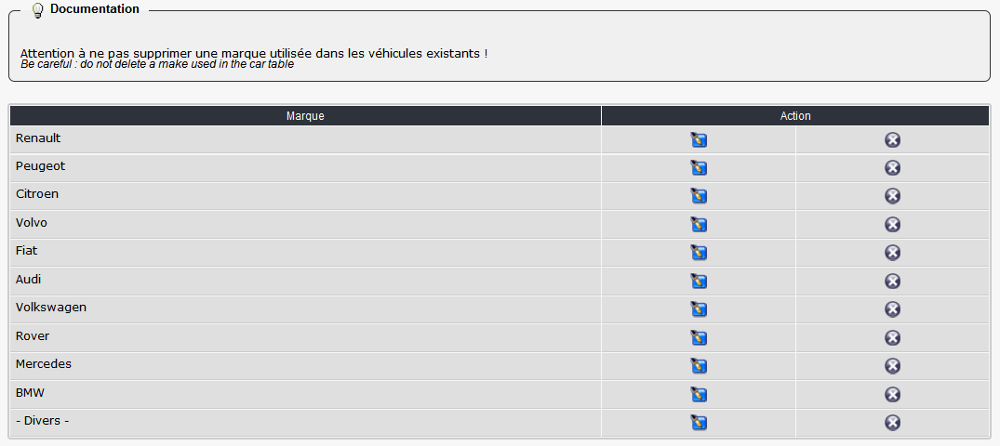 Documentation
Attention à ne pas supprimer une marque utilisée dans les véhicules existants !
Be careful : do not delete a make used in the car table
Marque Action
Renault
Peugeot
Citroen
Volvo
Fiat
Audi
Volkswagen
Rover
Mercedes
BMW
- Divers -